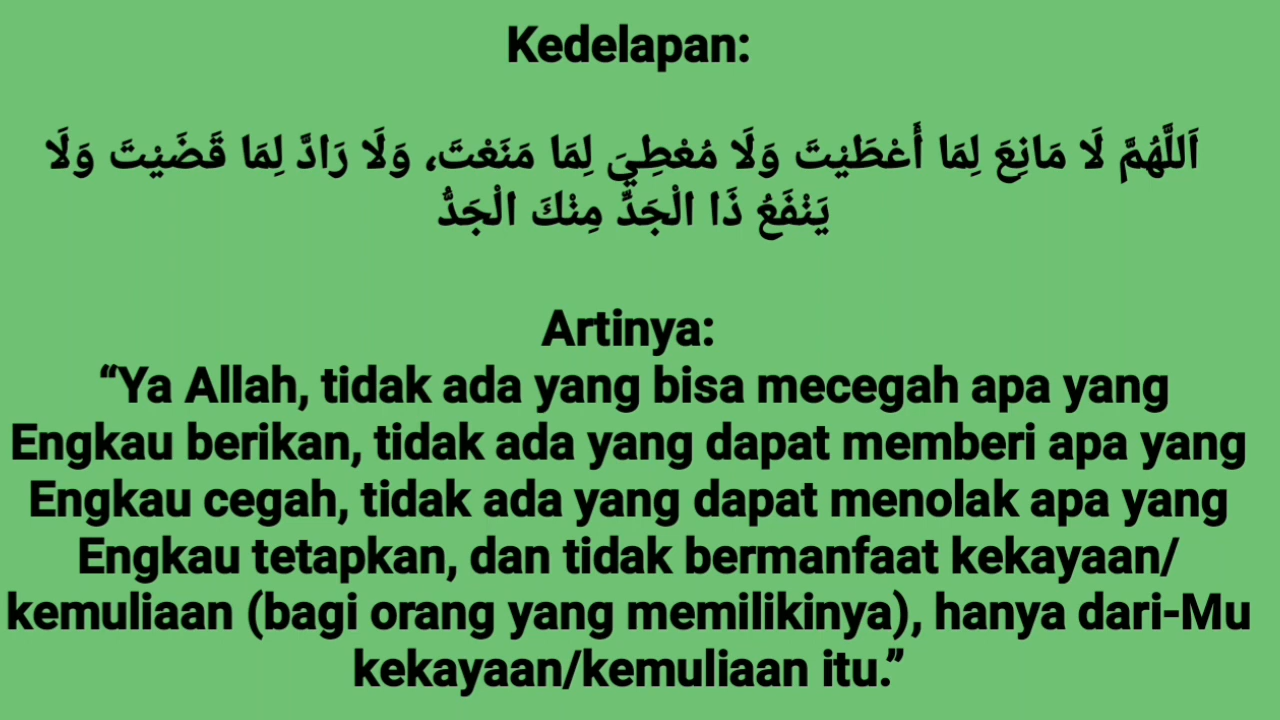 Kedelapan:
اَللَّهُمَّ لَا مَانِعَ لِمَا أَعْطَيْتَ وَلَا مُعْطِيَ لِمَا مَنَعْتَ، وَلَا رَادَّ لِمَا قَضَيْتَ وَلَا
يَنْفَعُ ذَا الْجَدِّ مِنْكَ الْجَدُّ
Artinya:
“Ya Allah, tidak ada yang bisa mecegah apa yang
Engkau berikan, tidak ada yang dapat memberi apa yang
Engkau cegah, tidak ada yang dapat menolak apa yang
Engkau tetapkan, dan tidak bermanfaat kekayaan/
kemuliaan (bagi orang yang memilikinya), hanya dari-Mu
kekayaan/kemuliaan itu.”